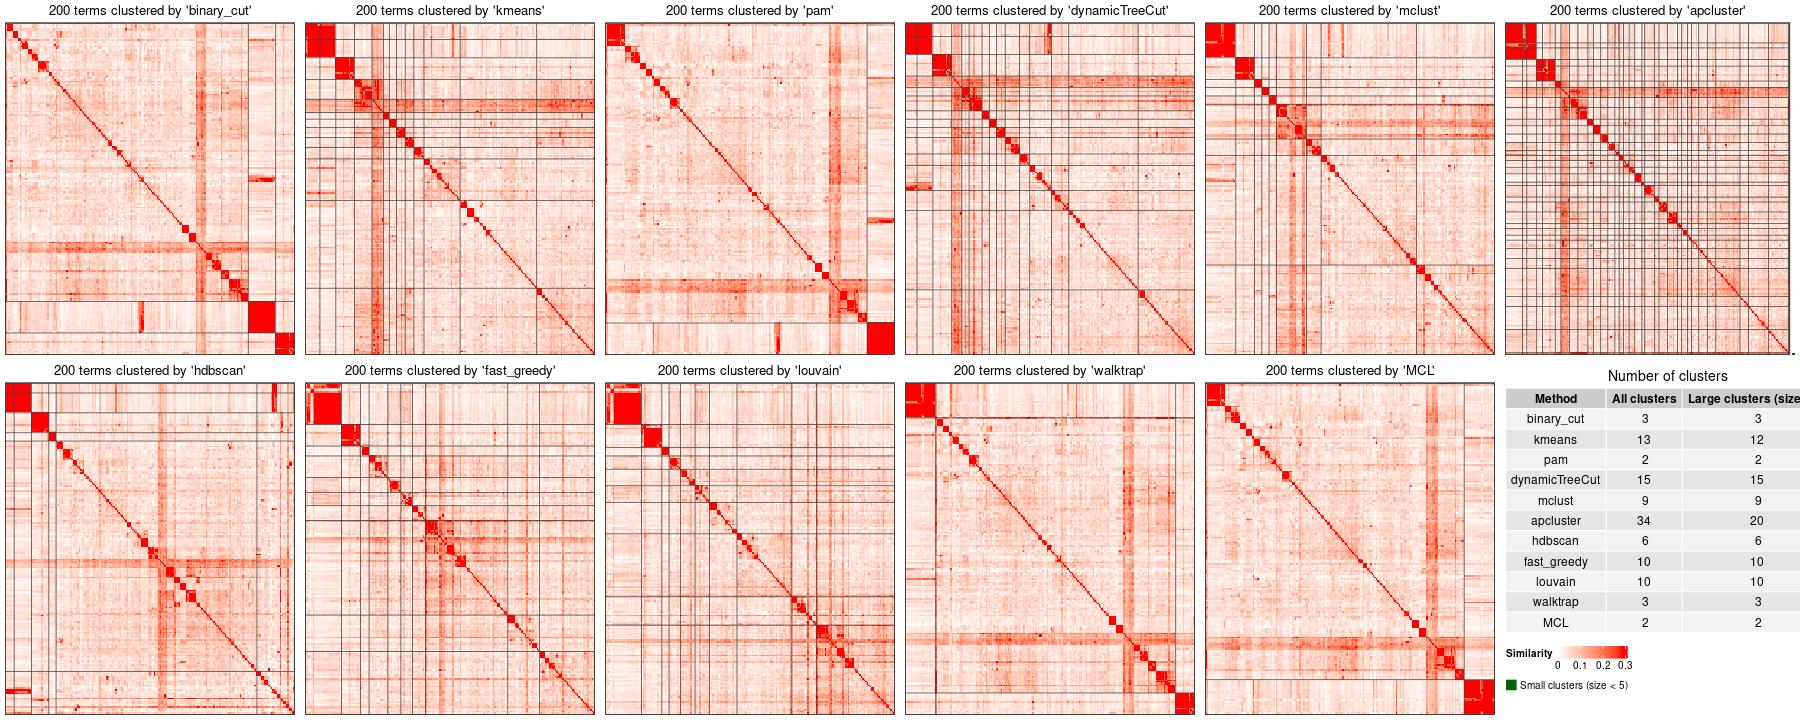 200 terms clustered by 'binary_cut'
200 terms clustered by 'kmeans'
200 terms clustered by 'pam'
200 terms clustered by 'dynamicTreeCut'
200 terms clustered by 'mclust'
200 terms clustered by 'apcluster'
200 terms clustered by 'hdbscan'
200 terms clustered by 'fast_greedy'
200 terms clustered by 'louvain'
200 terms clustered by 'walktrap'
200 terms clustered by 'MCL'
Number of clusters
Method All clusters Large clusters (size
binary_cut 3 3
kmeans 13 12
pam 2 2
dynamicTreeCut 15 15
mclust 9 9
apcluster 34 20
hdbscan 6 6
fast_greedy 10 10
louvain 10 10
walktrap 3 3
MCL 2 2
Similarity
0 0.1 0.2 0.3
Small clusters (size < 5)